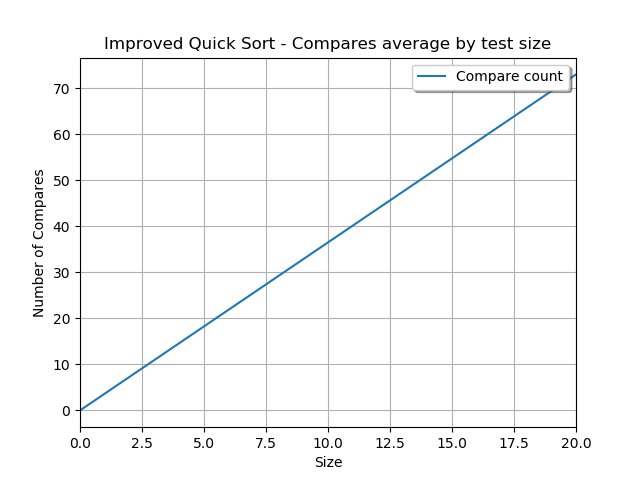 Improved Quick Sort - Compares average by test size
Compare count
70
60
50
40
30
20
10
0
Number of Compares
0.0 2.5 5.0 7.5 10.0 12.5 15.0 17.5 20.0
Size